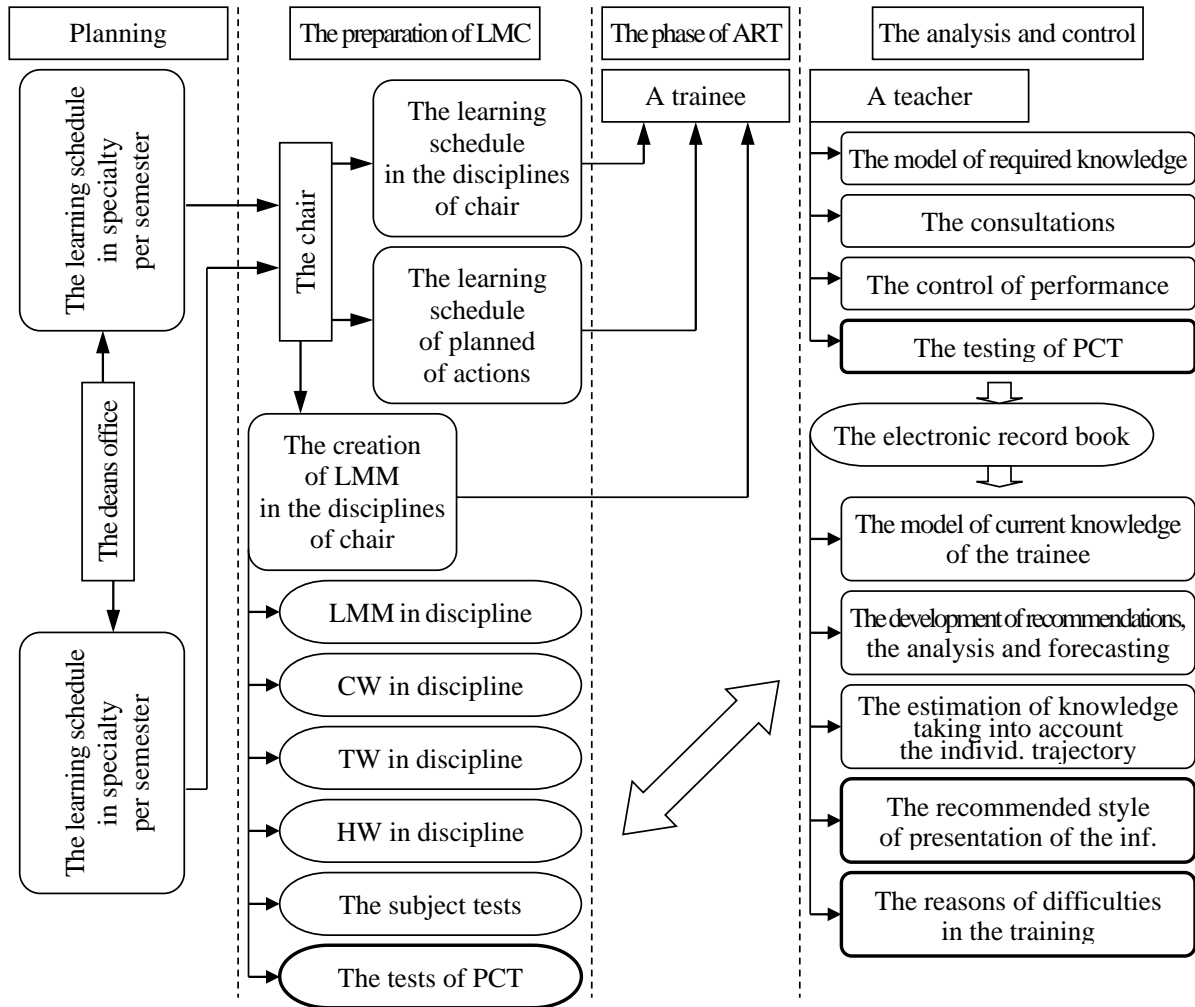 Planning
The learning schedule
in specialty
per semester
The deans office
The learning schedule
in specialty
per semester
The preparation of LMC
The chair
The learning
schedule
in the disciplines
of chair
The learning
schedule
of planned
of actions
The creation
of LMM
in the disciplines
of chair
LMM in discipline
CW in discipline
TW in discipline
HW in discipline
The subject tests
The tests of PCT
The phase of ART
A trainee
The analysis and control
A teacher
The model of required knowledge
The consultations
The control of performance
The testing of PCT
The electronic record book
The model of current knowledge
of the trainee
The development of recommendations,
the analysis and forecasting
The estimation of knowledge
taking into account
the individ. trajectory
The recommended style
of presentation of the inf.
The reasons of difficulties
in the training